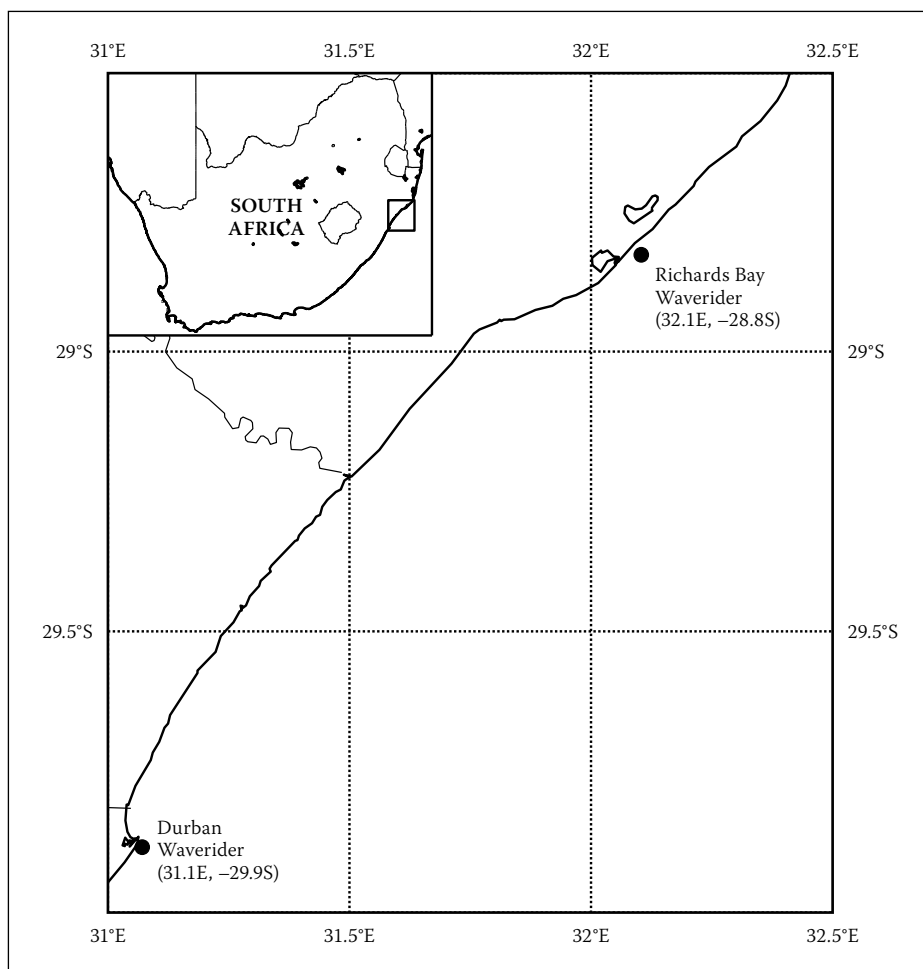 31°E
31.5°E
32°E
32.5°E
SOUTH
AFRICA
Richards Bay
Waverider
(32.1E, –28.8S)
29°S
29°S
29.5°S
29.5°S
Durban
Waverider
(31.1E, –29.9S)
31°E
31.5°E
32°E
32.5°E